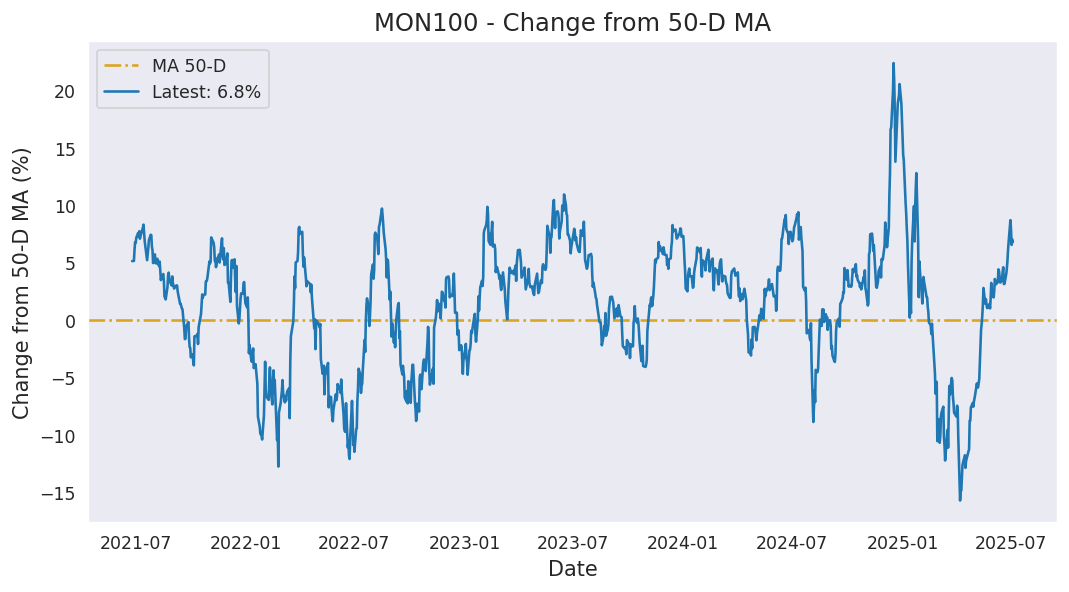 MON100 - Change from 50-D MA
MA 50-D
Latest: 6.8%
Change from 50-D MA (%)
20
15
10
5
0
−5
−10
−15
2021-07 2022-01 2022-07 2023-01 2023-07 2024-01 2024-07 2025-01 2025-07
Date